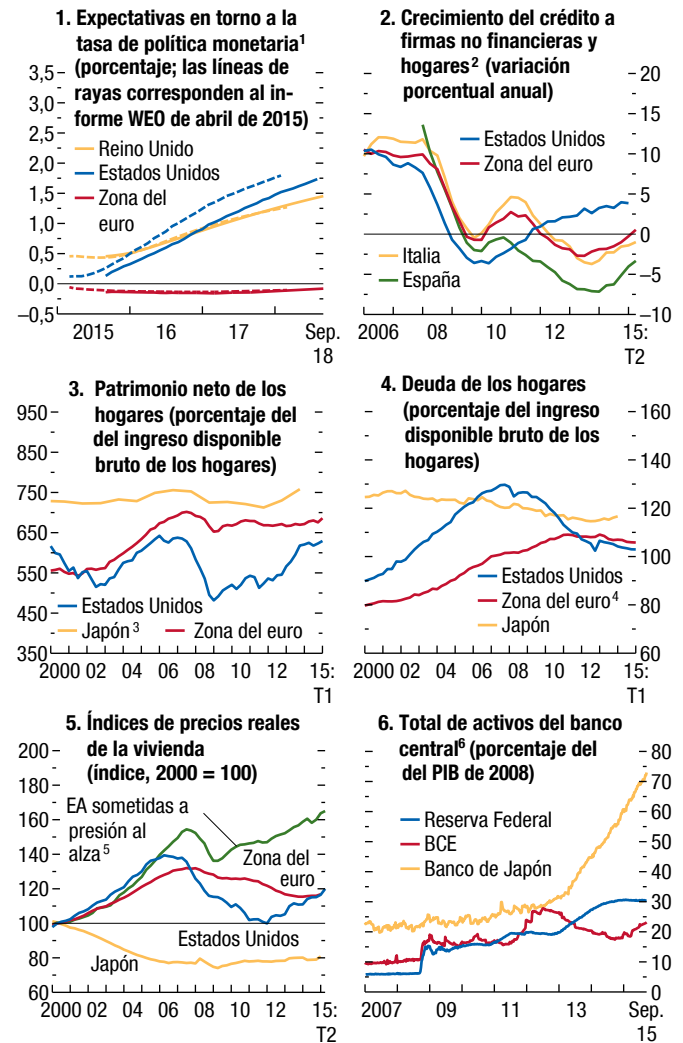 1. Expectativas en torno a la
tasa de política monetaria¹
(porcentaje; las líneas de
rayas corresponden al in-
forme WEO de abril de 2015)
3,5
3,0
2,5
2,0
1,5
1,0
0,5
0,0
–0,5
Reino Unido
Estados Unidos
Zona del
euro
2015
16
17
Sep.
18
2. Crecimiento del crédito a
firmas no financieras y
hogares² (variación
porcentual anual)
20
15
10
5
0
–5
–10
Estados Unidos
Zona del euro
Italia
España
2006
08
10
12
15:
T2
3. Patrimonio neto de los
hogares (porcentaje del
del ingreso disponible
bruto de los hogares)
950
850
750
650
550
450
350
Estados Unidos
Japón³
Zona del euro
2000 02 04 06 08 10 12 15:
T1
4. Deuda de los hogares
(porcentaje del ingreso
disponible bruto de los
hogares)
160
140
120
100
80
60
Estados Unidos
Zona del euro⁴
Japón
2000 02 04 06 08 10 12 15:
T1
5. Índices de precios reales
de la vivienda
(índice, 2000 = 100)
200
180
160
140
120
100
80
60
EA sometidas a
presión al
alza⁵
Zona del
euro
Estados Unidos
Japón
2000 02 04 06 08 10 12 15:
T2
6. Total de activos del banco
central⁶ (porcentaje del
del PIB de 2008)
80
70
60
50
40
30
20
10
0
Reserva Federal
BCE
Banco de Japón
2007
09
11
13
Sep.
15